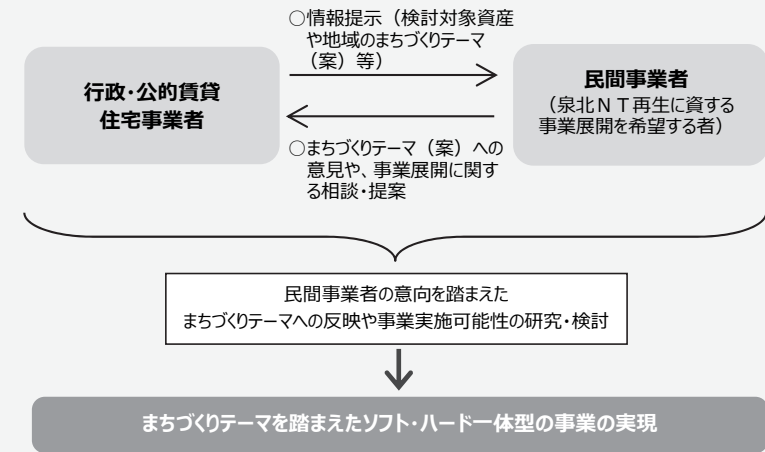 ○情報提示（検討対象資産
や地域のまちづくりテーマ
（案）等）
行政・公的賃貸
住宅事業者
民間事業者
（泉北ＮＴ再生に資する
事業展開を希望する者）
○まちづくりテーマ（案）への
意見や、事業展開に関す
る相談・提案
民間事業者の意向を踏まえた
まちづくりテーマへの反映や事業実施可能性の研究・検討
まちづくりテーマを踏まえたソフト・ハード一体型の事業の実現